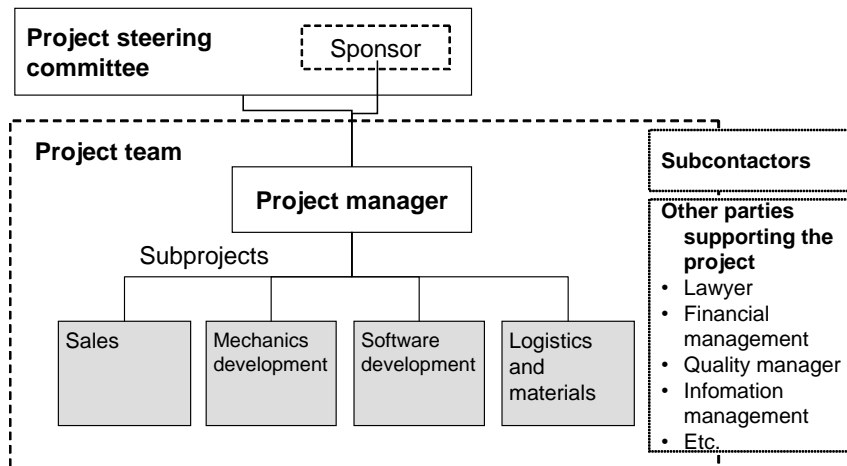 Project steering
committee
Sponsor
Project team
Project manager
Subprojects
Sales
Mechanics
development
Software
development
Logistics
and
materials
Subcontactors
Other parties
supporting the
project
• Lawyer
• Financial
management
• Quality manager
• Infomation
management
• Etc.